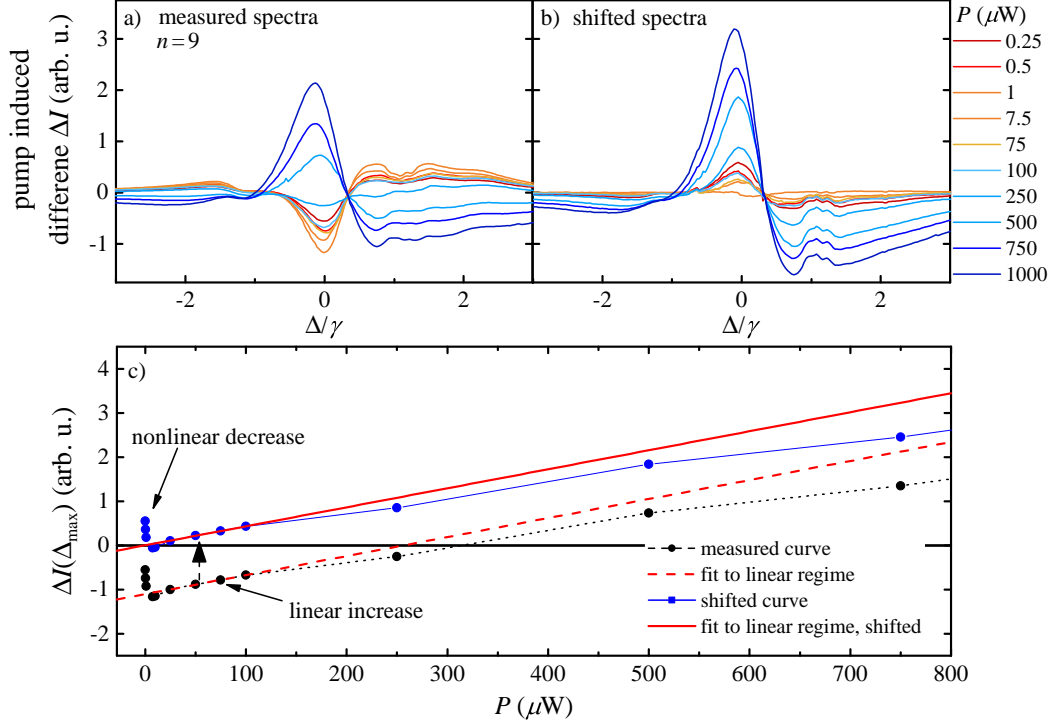 a) measured spectra
n=9
b) shifted spectra
P (μW)
0.25
0.5
1
7.5
75
100
250
500
750
1000
pump induced
differene ΔI (arb. u.)
3
2
1
0
-1
-2 0 2
-2 0 2
Δ/γ
Δ/γ
c)
nonlinear decrease
linear increase
measured curve
fit to linear regime
shifted curve
fit to linear regime, shifted
ΔI(Δmax) (arb. u.)
4
3
2
1
0
-1
-2
0 100 200 300 400 500 600 700 800
P (μW)